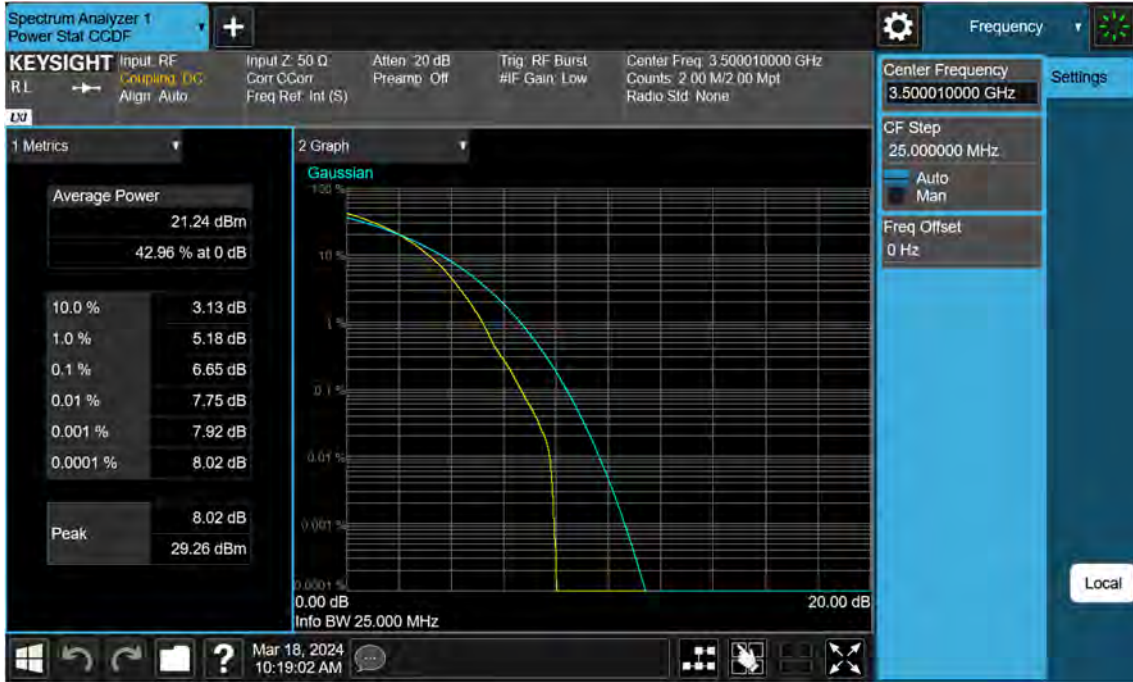 Spectrum Analyzer 1
Power Stat CCDF
+
Frequency
KEYSIGHT
RL
LXI
Input: RF
Coupling: DC
Align: Auto
Input Z: 50 Ω
Corr CCorr
Freq Ref: Int (S)
Atten: 20 dB
Preamp: Off
Trig: RF Burst
#IF Gain: Low
Center Freq: 3.500010000 GHz
Counts: 2.00 M/2.00 Mpt
Radio Std: None
Center Frequency
3.500010000 GHz
Settings
CF Step
25.000000 MHz
Auto
Man
Freq Offset
0 Hz
1 Metrics
Average Power
21.24 dBm
42.96 % at 0 dB
10.0 % 3.13 dB
1.0 % 5.18 dB
0.1 % 6.65 dB
0.01 % 7.75 dB
0.001 % 7.92 dB
0.0001 % 8.02 dB
Peak
8.02 dB
29.26 dBm
2 Graph
Gaussian
100 %
10 %
1 %
0.1 %
0.01 %
0.001 %
0.0001 %
0.00 dB 20.00 dB
Info BW 25.000 MHz
Local
?
Mar 18, 2024
10:19:02 AM